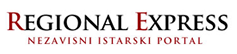 REGIONAL EXPRESS
NEZAVISNI ISTARSKI PORTAL